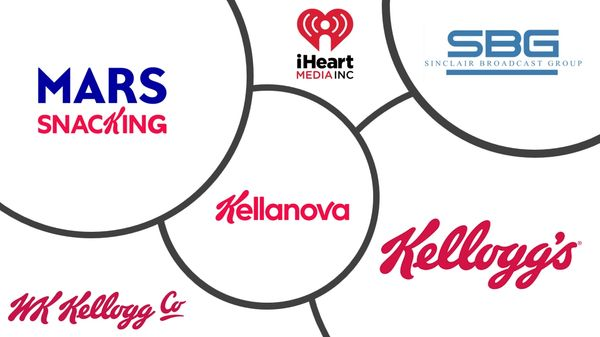 iHeart
MEDIA INC
SBG
SINCLAIR BROADCAST GROUP
MARS
SNACKING
Kellanova
Kellogg's®
WK Kellogg Co